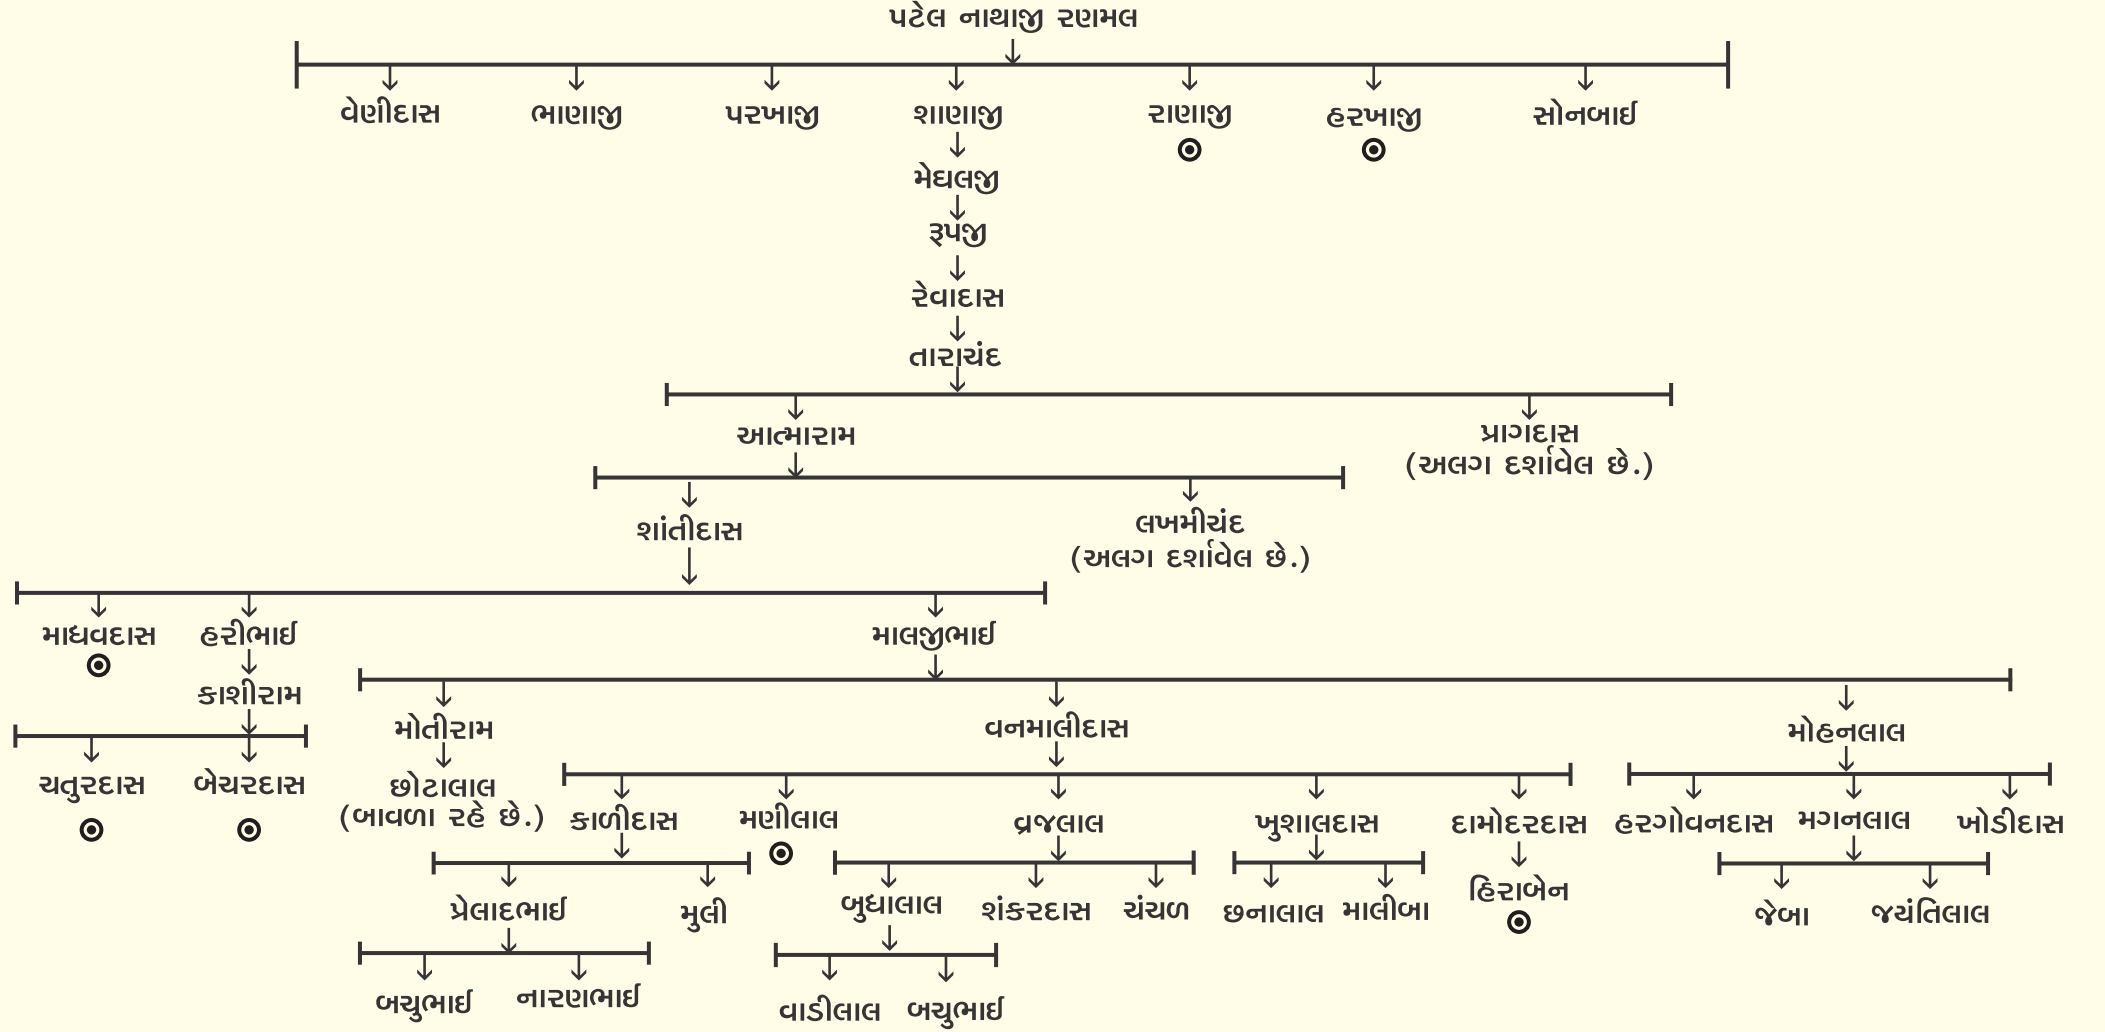 પટેલ નાથાજી રણમલ
વેણીદાસ ભાણાજી પરખાજી શાણાજી રાણાજી હરખાજી સોનબાઈ
મેઘલજી
રૂપજી
રેવાદાસ
તારાચંદ
આત્મારામ પ્રાગદાસ
(અલગ દર્શાવેલ છે.)
શાંતીદાસ લખમીચંદ
(અલગ દર્શાવેલ છે.)
માધવદાસ હરીભાઈ માલજીભાઈ
કાશીરામ
મોતીરામ વનમાલીદાસ મોહનલાલ
ચતુરદાસ બેચરદાસ છોટાલાલ
(બાવળા રહે છે.) કાળીદાસ મણીલાલ વ્રજલાલ ખુશાલદાસ દામોદરદાસ હરગોવનદાસ મગનલાલ ખોડીદાસ
હિરાબેન
પ્રેલાદભાઈ મુલી બુધાલાલ શંકરદાસ ચંચળ છનાલાલ માલીબા જેબા જયંતિલાલ
બચુભાઈ નારણભાઈ વાડીલાલ બચુભાઈ